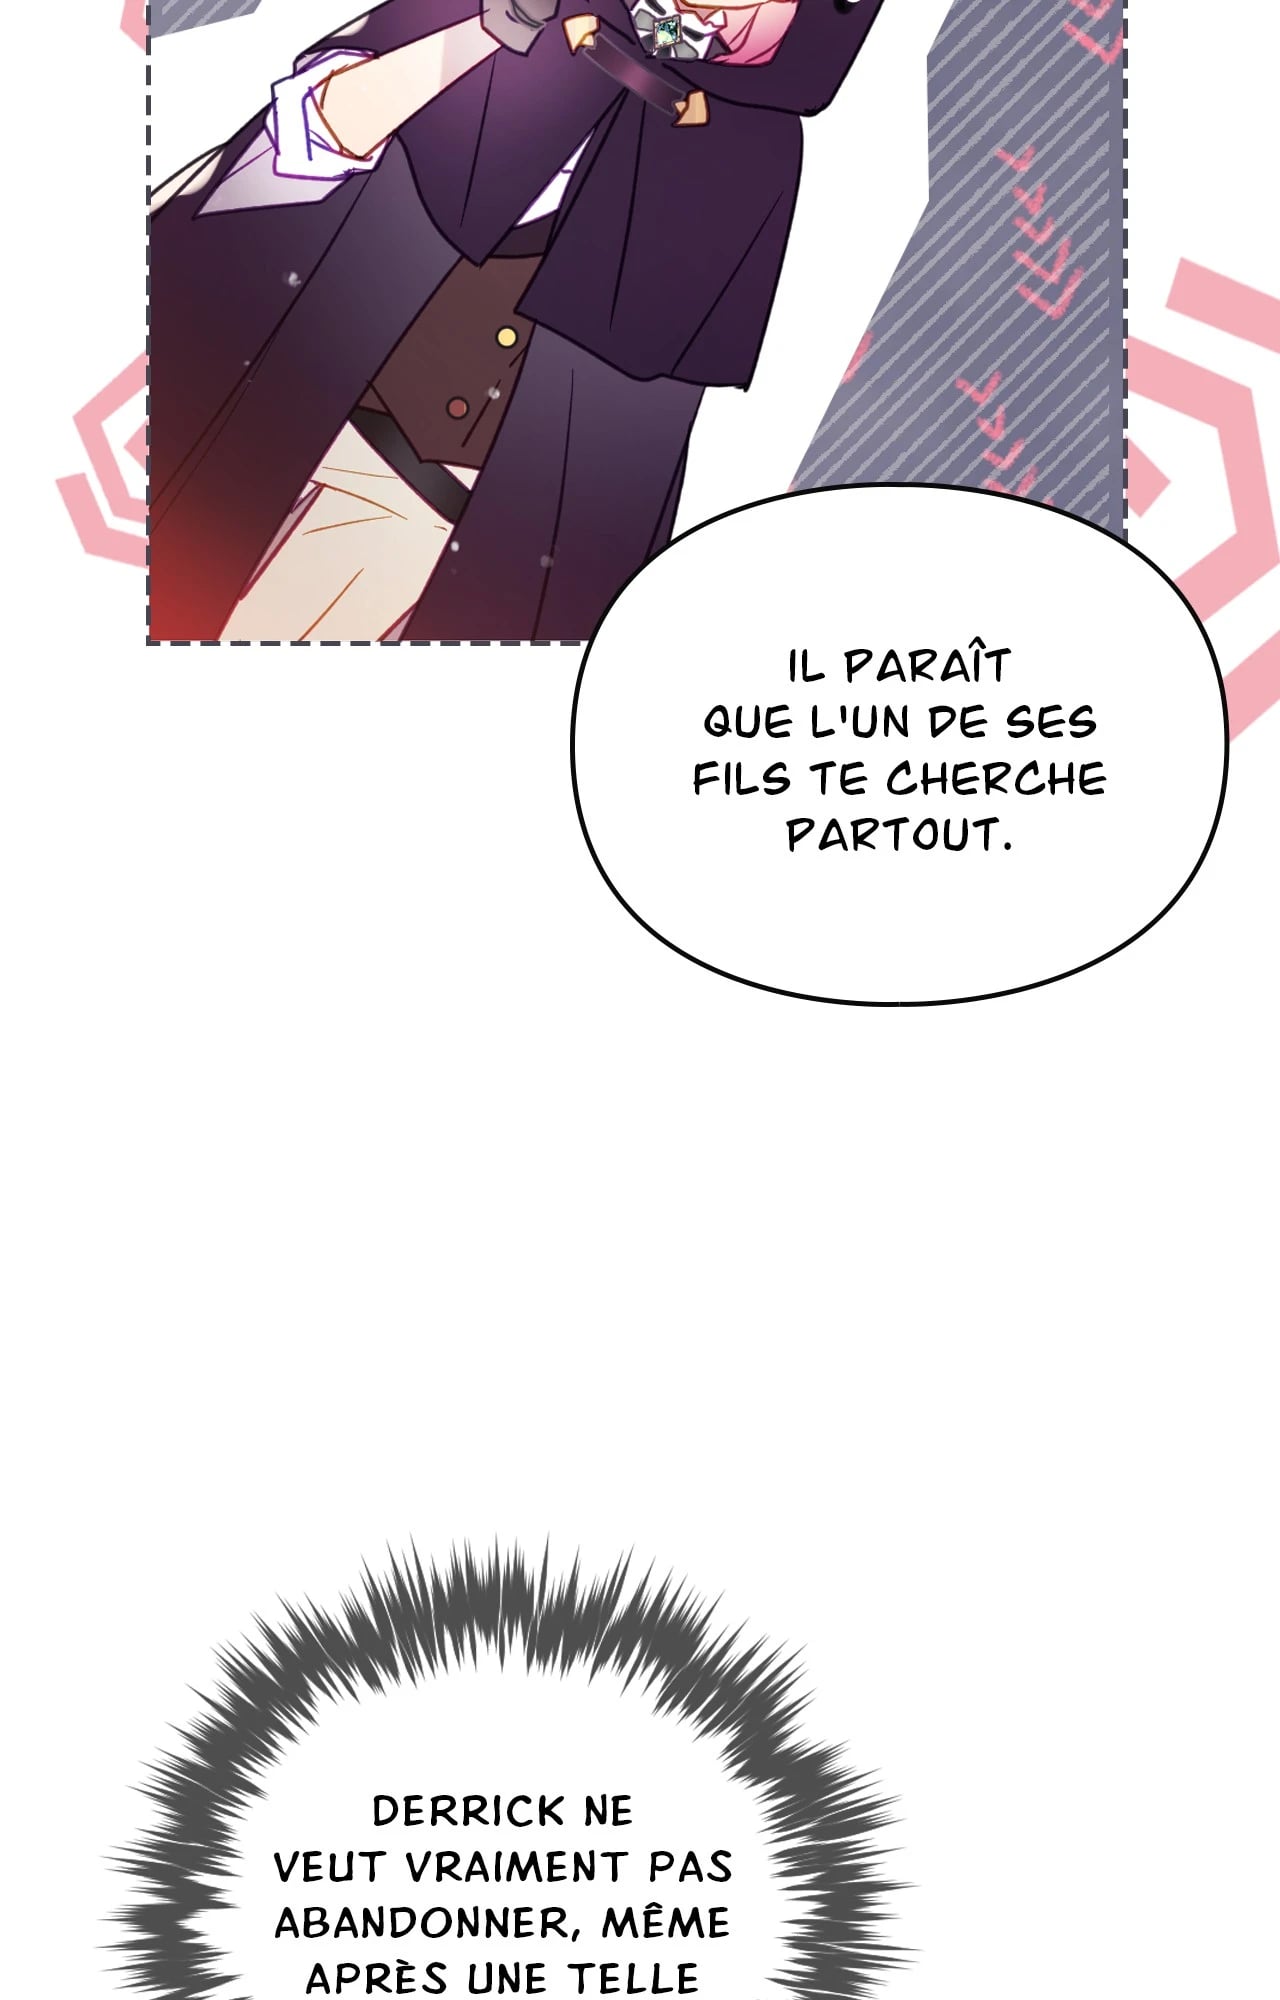 IL PARAÎT
QUE L'UN DE SES
FILS TE CHERCHE
PARTOUT.
DERRICK NE
VEUT VRAIMENT PAS
ABANDONNER, MÊME
APRÈS UNE TELLE